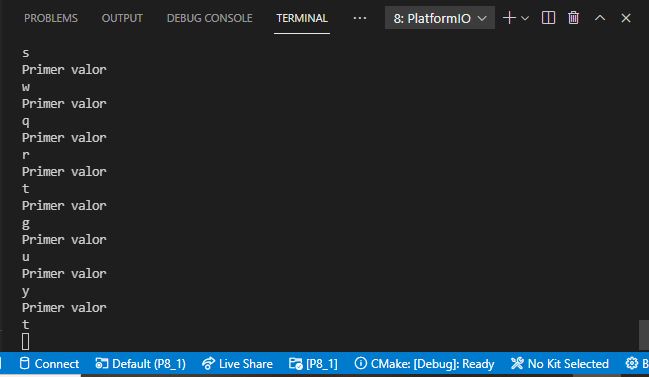 PROBLEMS OUTPUT DEBUG CONSOLE TERMINAL ··· 8: PlatformIO
s
Primer valor
w
Primer valor
q
Primer valor
r
Primer valor
t
Primer valor
g
Primer valor
u
Primer valor
y
Primer valor
t
Connect Default (P8_1) Live Share [P8_1] CMake: [Debug]: Ready No Kit Selected B